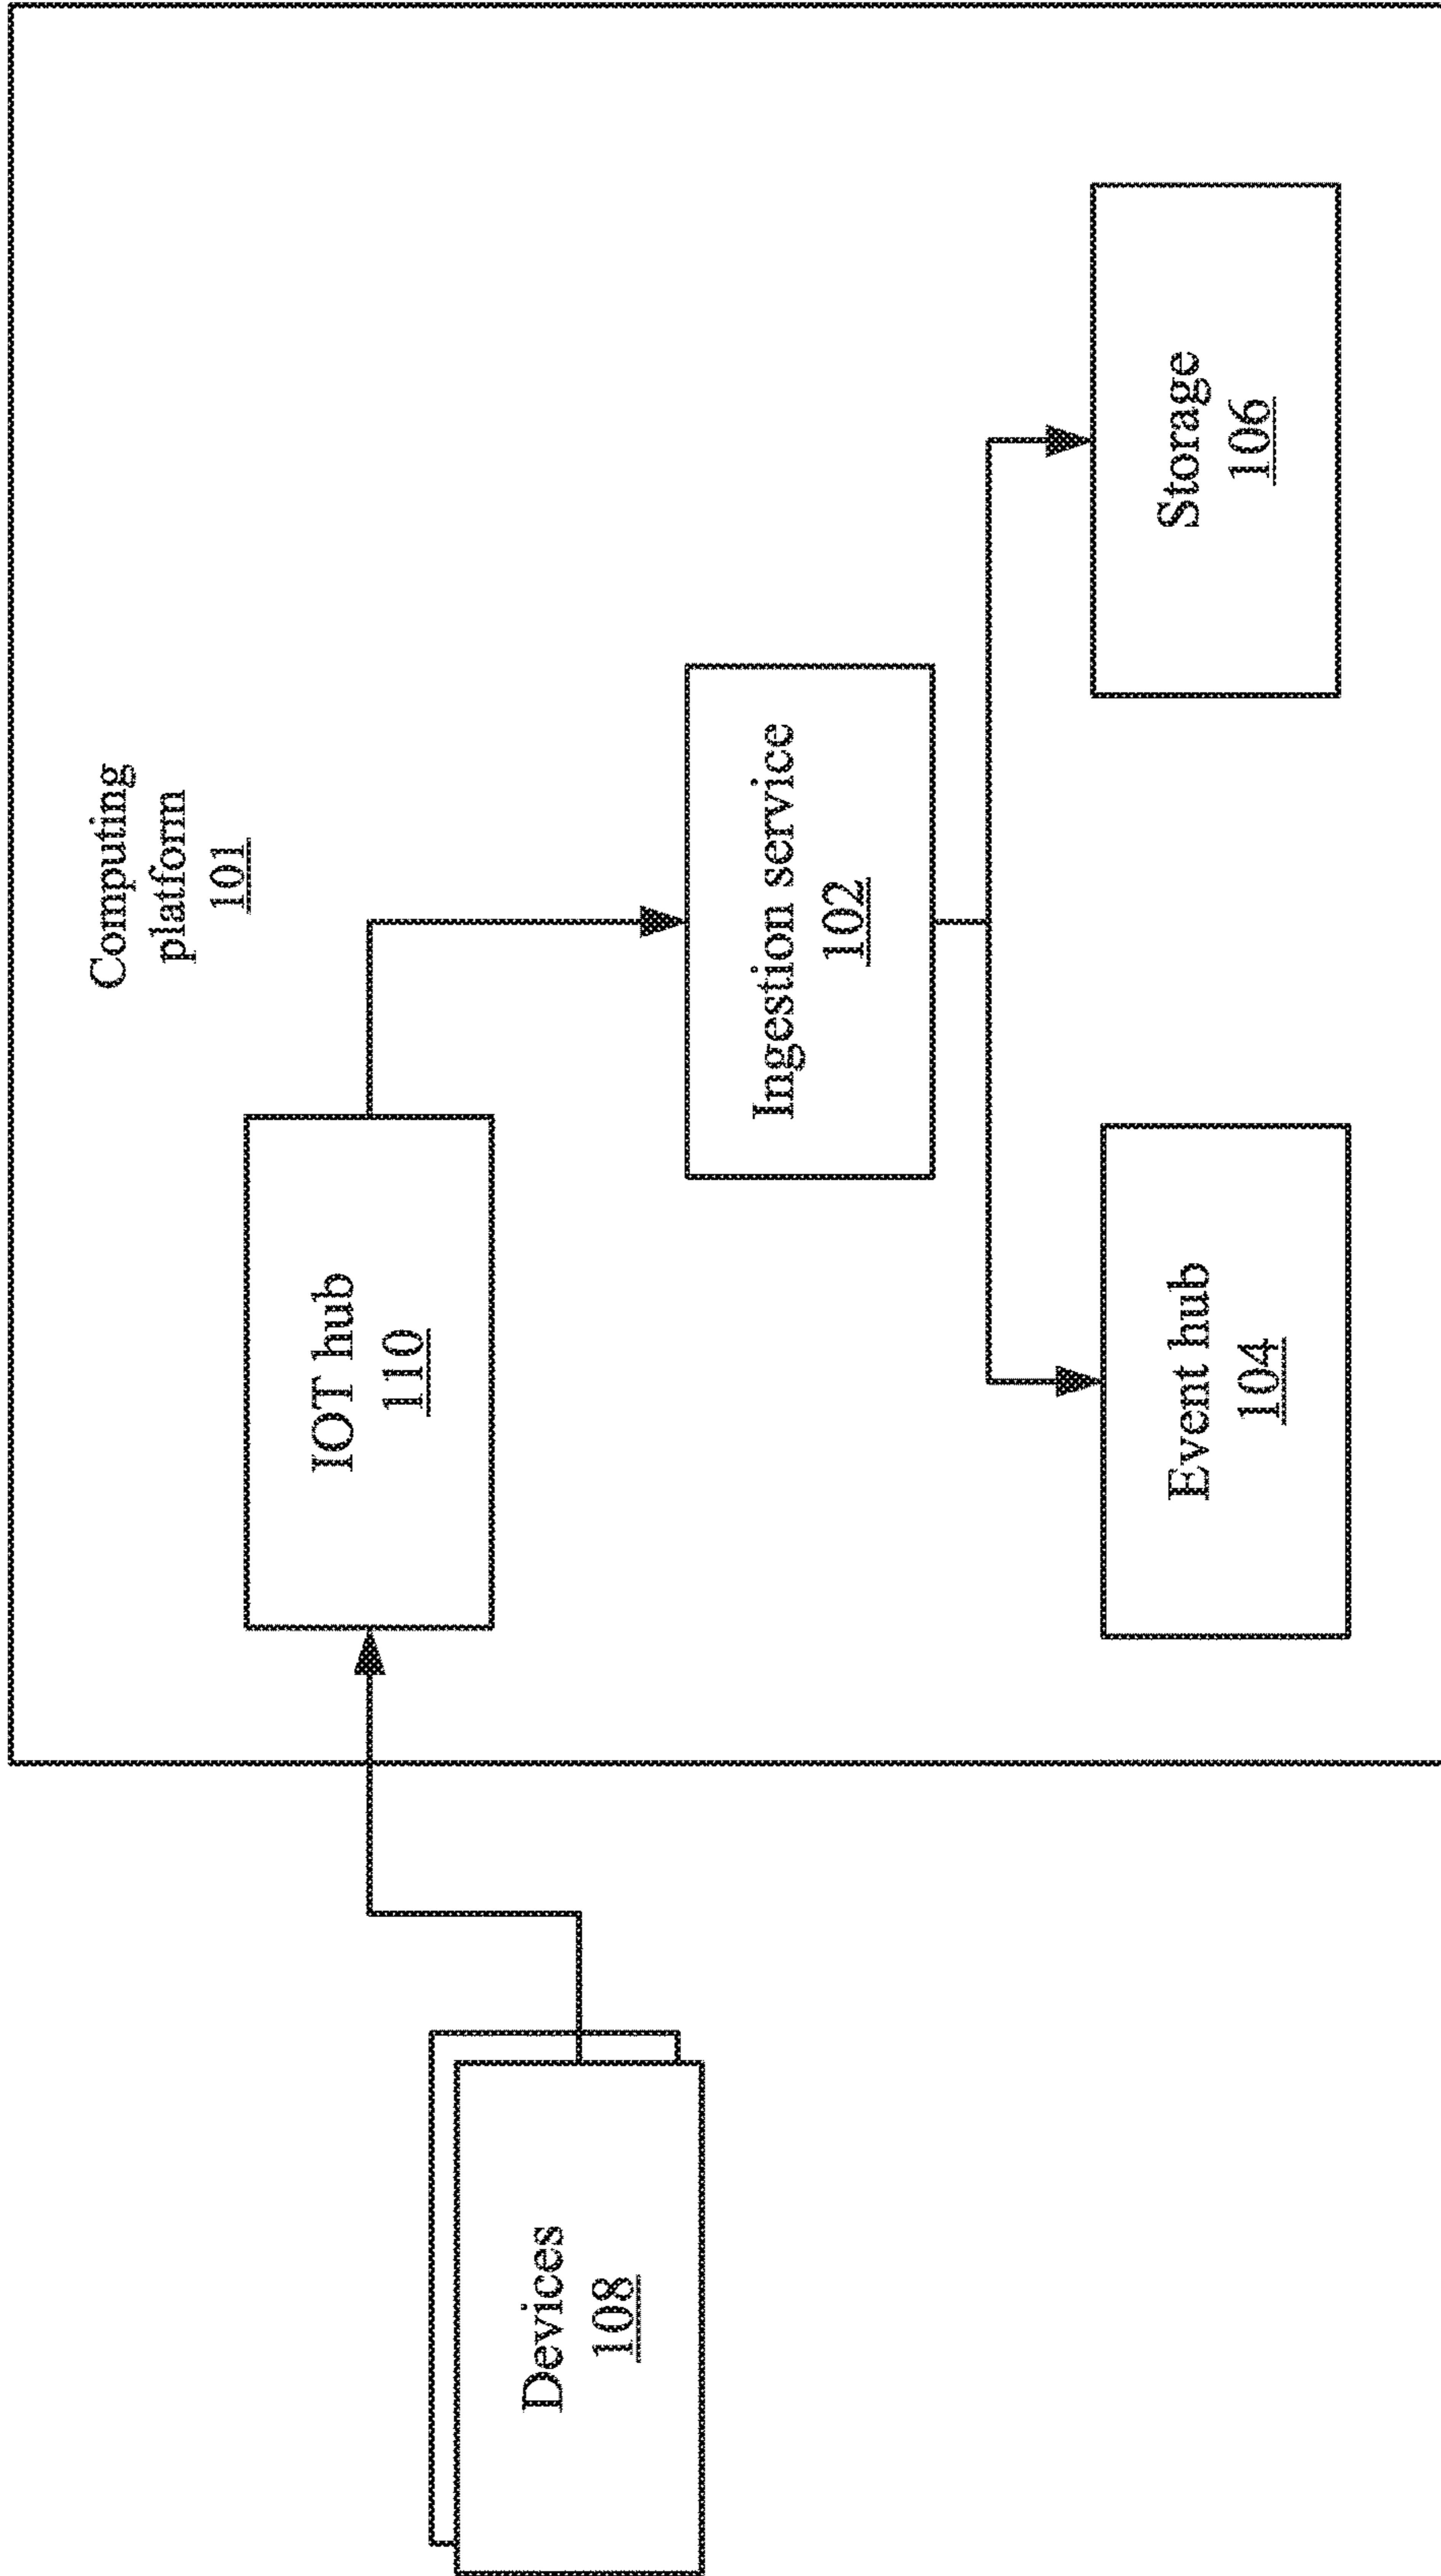 Computing
platform
101
IOT hub
110
Devices
108
Ingestion service
102
Storage
106
Event hub
104